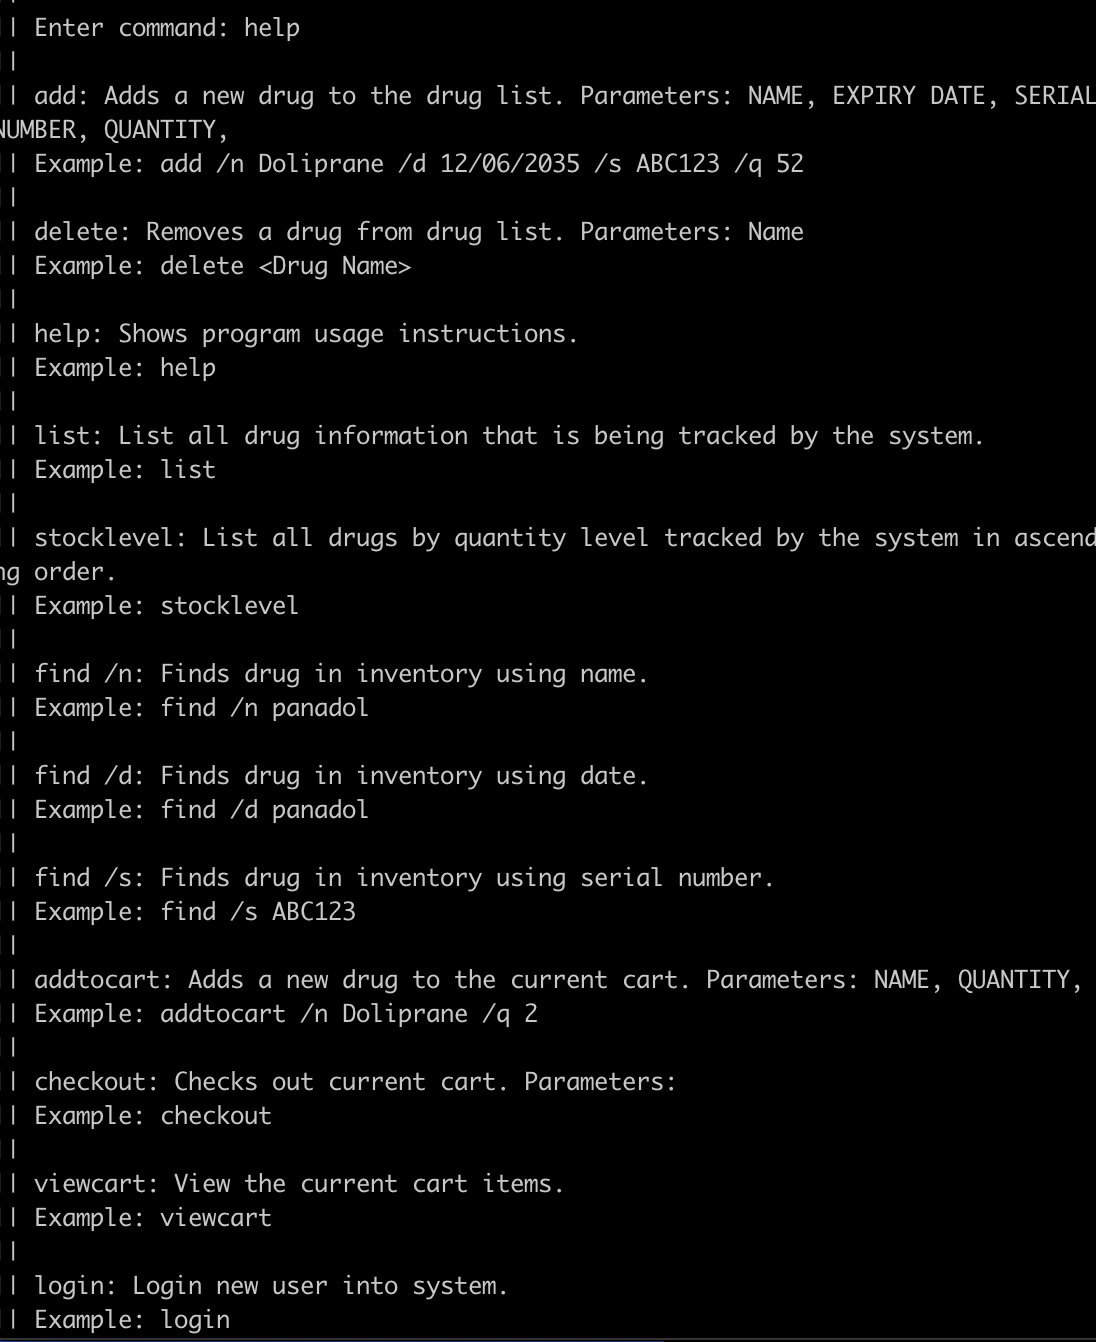 || Enter command: help
||
|| add: Adds a new drug to the drug list. Parameters: NAME, EXPIRY DATE, SERIAL
NUMBER, QUANTITY,
|| Example: add /n Doliprane /d 12/06/2035 /s ABC123 /q 52
||
|| delete: Removes a drug from drug list. Parameters: Name
|| Example: delete <Drug Name>
||
|| help: Shows program usage instructions.
|| Example: help
||
|| list: List all drug information that is being tracked by the system.
|| Example: list
||
|| stocklevel: List all drugs by quantity level tracked by the system in ascend
ng order.
|| Example: stocklevel
||
|| find /n: Finds drug in inventory using name.
|| Example: find /n panadol
||
|| find /d: Finds drug in inventory using date.
|| Example: find /d panadol
||
|| find /s: Finds drug in inventory using serial number.
|| Example: find /s ABC123
||
|| addtocart: Adds a new drug to the current cart. Parameters: NAME, QUANTITY,
|| Example: addtocart /n Doliprane /q 2
||
|| checkout: Checks out current cart. Parameters:
|| Example: checkout
||
|| viewcart: View the current cart items.
|| Example: viewcart
||
|| login: Login new user into system.
|| Example: login